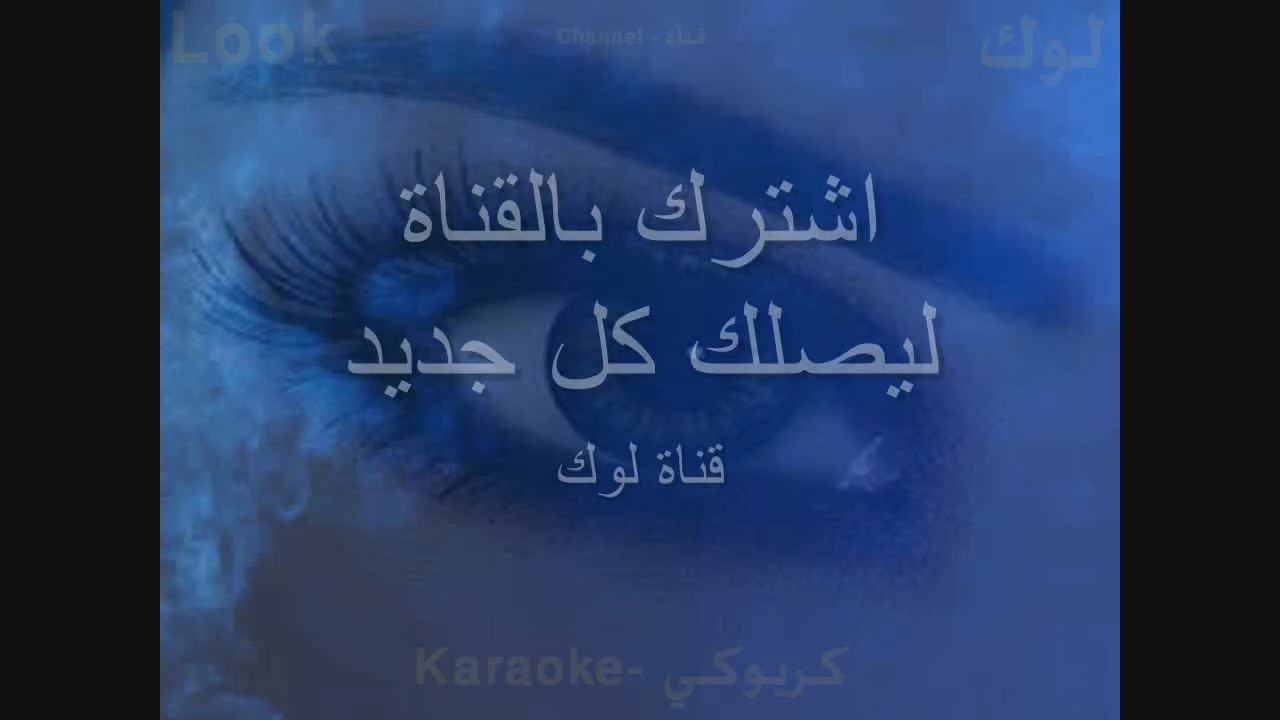 Look
Channel - قناة
لوك
اشترك بالقناة
ليصلك كل جديد
قناة لوك
Karaoke- كريوكي